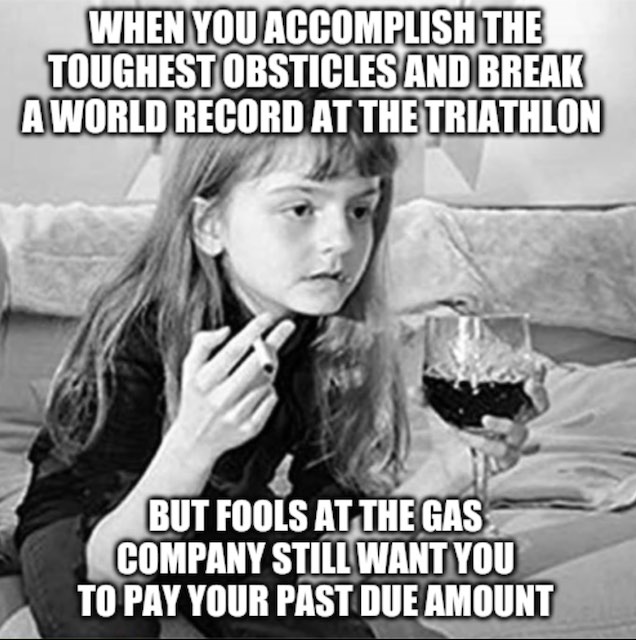 WHEN YOU ACCOMPLISH THE
TOUGHEST OBSTICLES AND BREAK
A WORLD RECORD AT THE TRIATHLON
BUT FOOLS AT THE GAS
COMPANY STILL WANT YOU
TO PAY YOUR PAST DUE AMOUNT